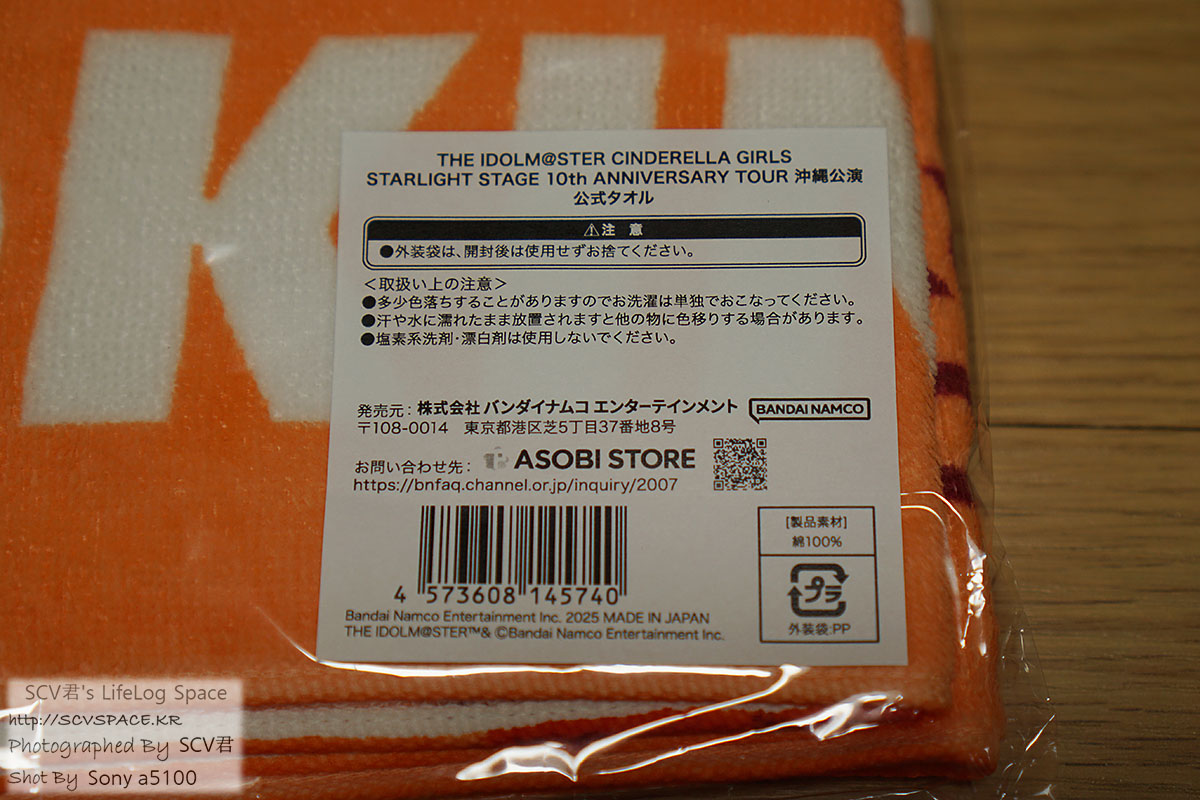 KU
THE IDOLM@STER CINDERELLA GIRLS
STARLIGHT STAGE 10th ANNIVERSARY TOUR 沖縄公演
公式タオル
⚠注 意
●外装袋は、開封後は使用せずお捨てください。
＜取扱い上の注意＞
●多少色落ちすることがありますのでお洗濯は単独でおこなってください。
●汗や水に濡れたまま放置されますと他の物に色移りする場合があります。
●塩素系洗剤・漂白剤は使用しないでください。
発売元：株式会社 バンダイナムコ エンターテインメント BANDAI NAMCO
〒108-0014 東京都港区芝5丁目37番地8号
お問い合わせ先： ASOBI STORE
https://bnfaq.channel.or.jp/inquiry/2007
[製品素材]
綿100%
プラ
外装袋:PP
4 573608 145740
Bandai Namco Entertainment Inc. 2025 MADE IN JAPAN
THE IDOLM@STER™& ©Bandai Namco Entertainment Inc.
SCV君's LifeLog Space
http://SCVSPACE.KR
Photographed By SCV君
Shot By Sony a5100